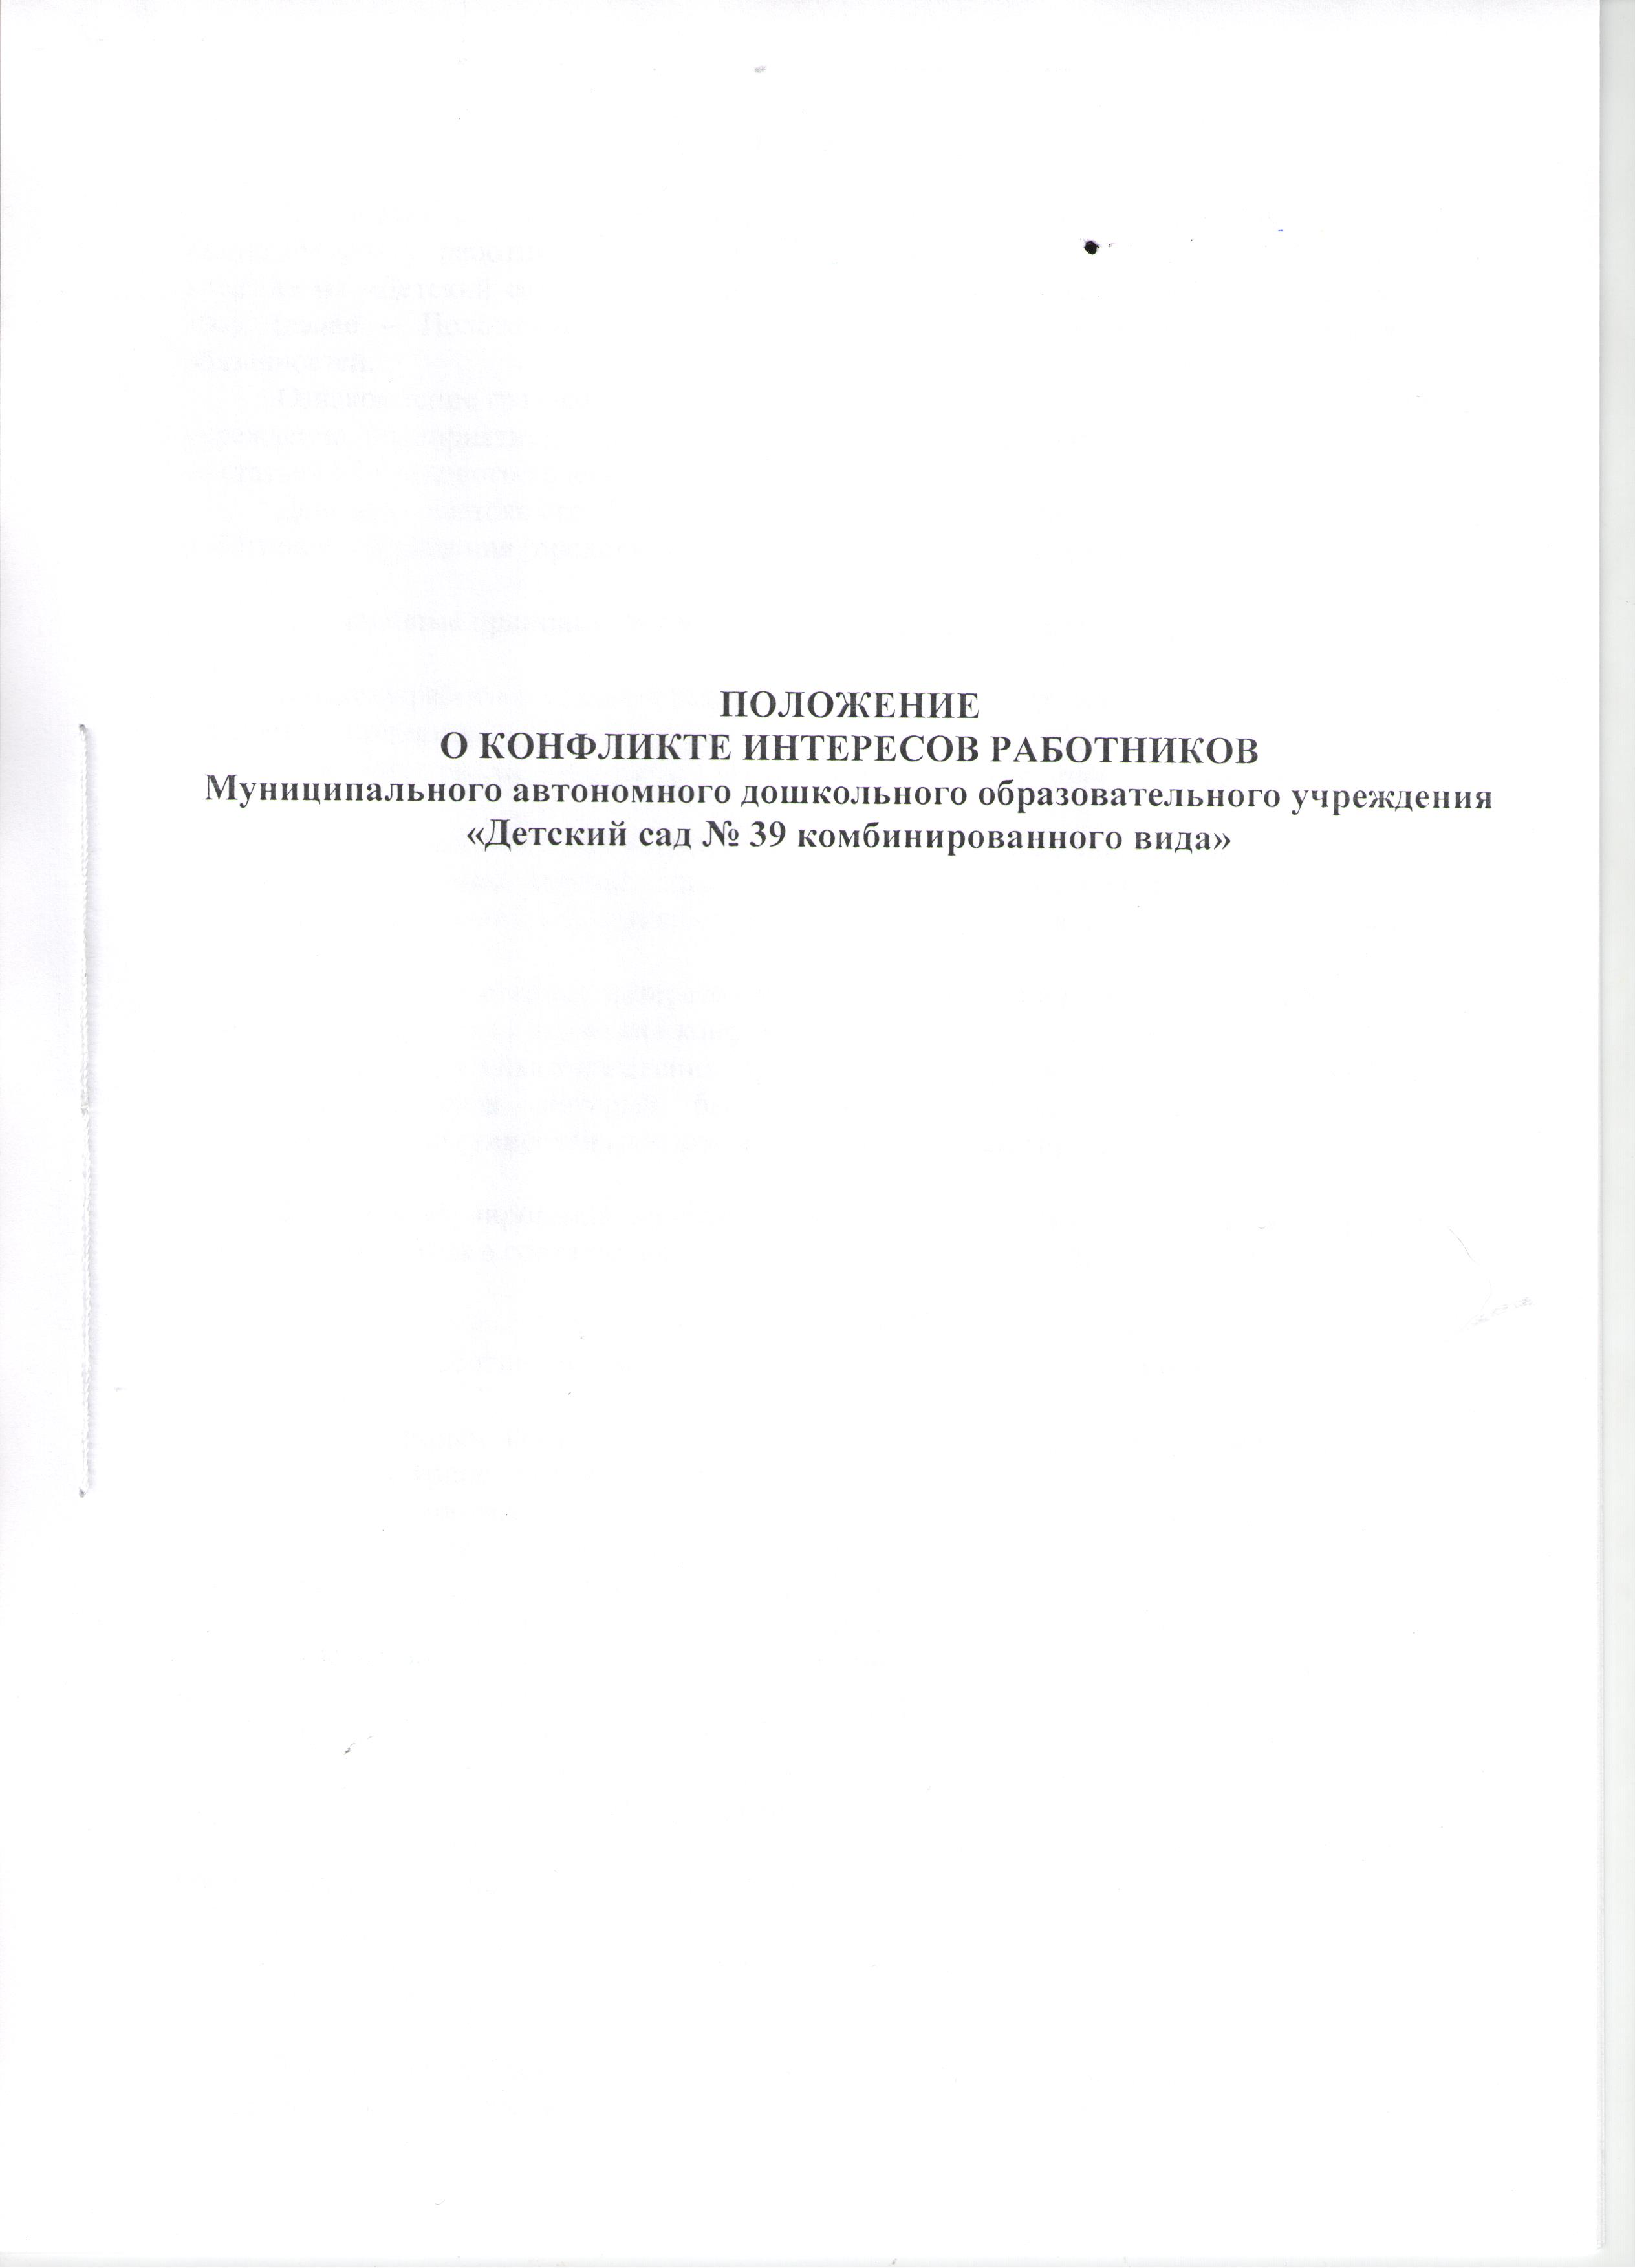 ПОЛОЖЕНИЕ
О КОНФЛИКТЕ ИНТЕРЕСОВ РАБОТНИКОВ
Муниципального автономного дошкольного образовательного учреждения
«Детский сад № 39 комбинированного вида»